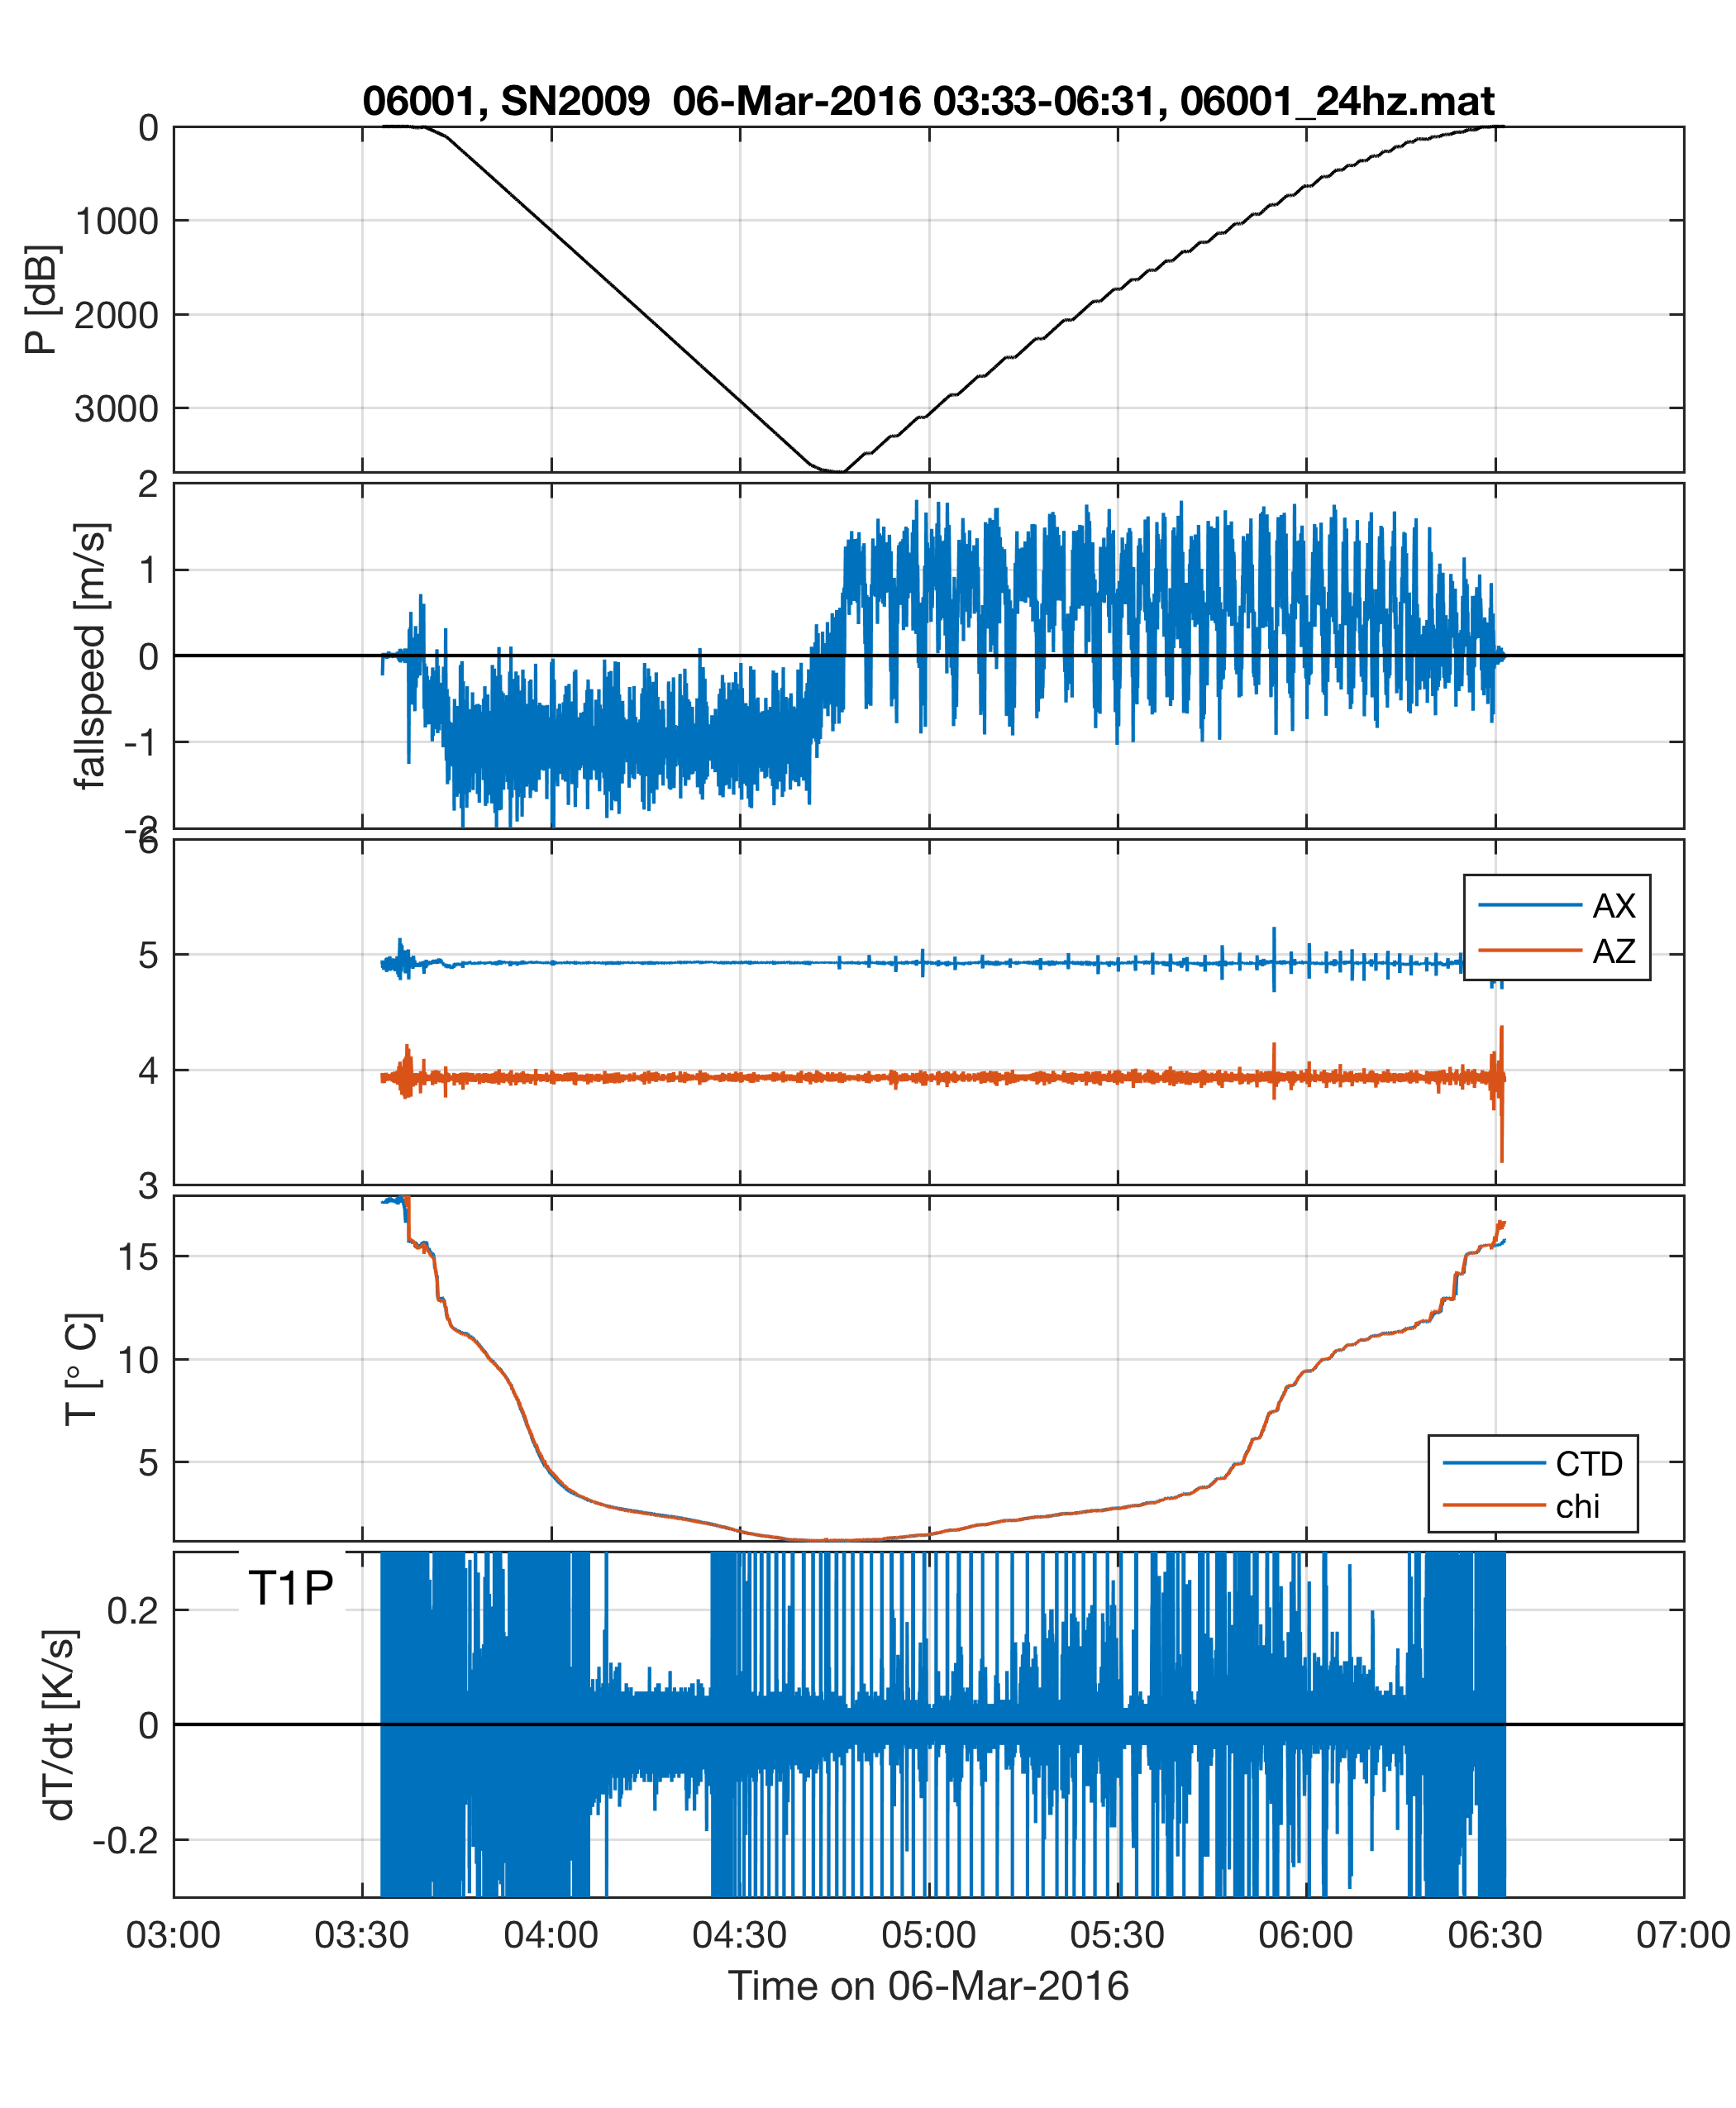 06001, SN2009  06-Mar-2016 03:33-06:31, 06001_24hz.mat
0
1000
2000
3000
P [dB]
2
1
0
-1
-2
fallspeed [m/s]
6
5
4
3
AX
AZ
15
10
5
T [° C]
CTD
chi
T1P
0.2
0
-0.2
dT/dt [K/s]
03:00 03:30 04:00 04:30 05:00 05:30 06:00 06:30 07:00
Time on 06-Mar-2016